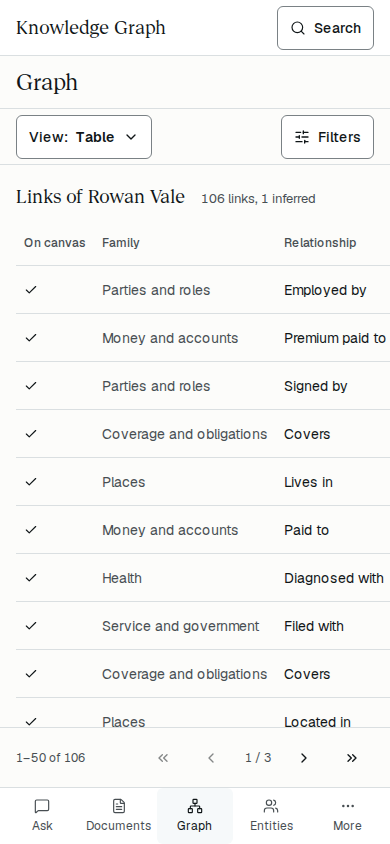 Knowledge Graph Search
Graph
View: Table Filters
Links of Rowan Vale 106 links, 1 inferred
On canvas Family Relationship
Parties and roles Employed by
Money and accounts Premium paid to
Parties and roles Signed by
Coverage and obligations Covers
Places Lives in
Money and accounts Paid to
Health Diagnosed with
Service and government Filed with
Coverage and obligations Covers
Places Located in
1–50 of 106 1 / 3
Ask Documents Graph Entities More